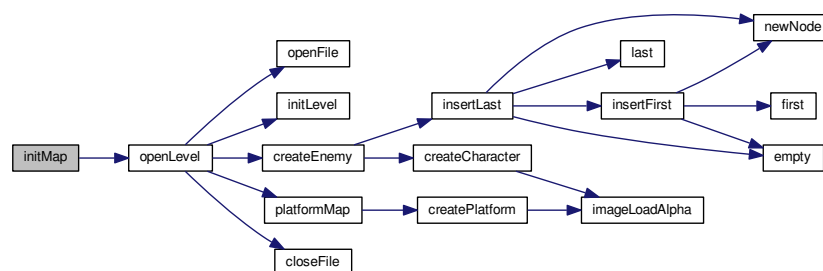 initMap
openLevel
openFile
initLevel
createEnemy
platformMap
closeFile
insertLast
createCharacter
createPlatform
last
insertFirst
imageLoadAlpha
newNode
first
empty